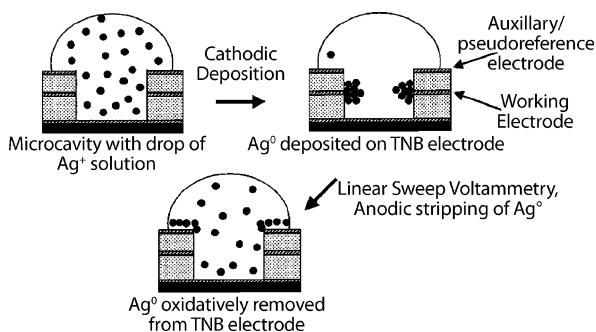 Cathodic
Deposition
Auxillary/
pseudoreference
electrode
Working
Electrode
Microcavity with drop of
Ag⁺ solution
Ag⁰ deposited on TNB electrode
Linear Sweep Voltammetry,
Anodic stripping of Ag°
Ag⁰ oxidatively removed
from TNB electrode